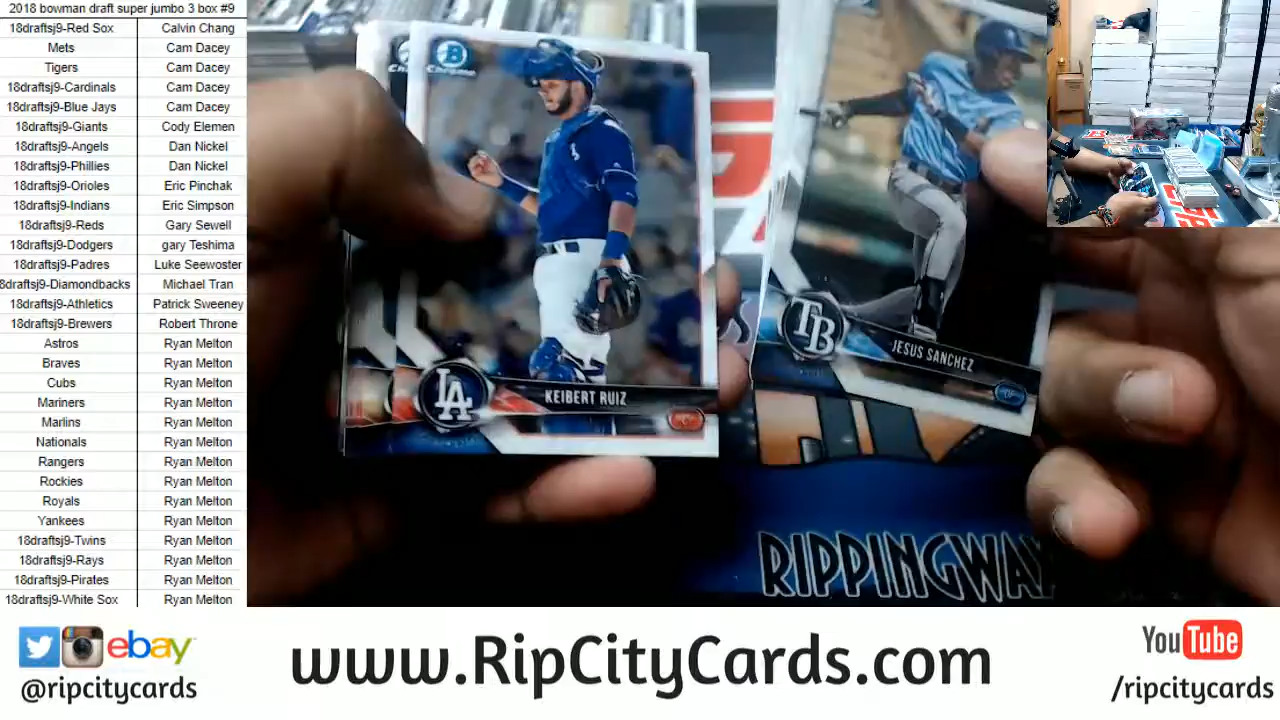 2018 bowman draft super jumbo 3 box #9
18draftsj9-Red Sox Calvin Chang
Mets Cam Dacey
Tigers Cam Dacey
18draftsj9-Cardinals Cam Dacey
18draftsj9-Blue Jays Cam Dacey
18draftsj9-Giants Cody Elemen
18draftsj9-Angels Dan Nickel
18draftsj9-Phillies Dan Nickel
18draftsj9-Orioles Eric Pinchak
18draftsj9-Indians Eric Simpson
18draftsj9-Reds Gary Sewell
18draftsj9-Dodgers gary Teshima
18draftsj9-Padres Luke Seewoster
8draftsj9-Diamondbacks Michael Tran
18draftsj9-Athletics Patrick Sweeney
18draftsj9-Brewers Robert Throne
Astros Ryan Melton
Braves Ryan Melton
Cubs Ryan Melton
Mariners Ryan Melton
Marlins Ryan Melton
Nationals Ryan Melton
Rangers Ryan Melton
Rockies Ryan Melton
Royals Ryan Melton
Yankees Ryan Melton
18draftsj9-Twins Ryan Melton
18draftsj9-Rays Ryan Melton
18draftsj9-Pirates Ryan Melton
18draftsj9-White Sox Ryan Melton
B
Chrome
LA
KEIBERT RUIZ
TB
JESUS SANCHEZ
RIPPINGWAX
ebay
@ripcitycards
www.RipCityCards.com
YouTube
/ripcitycards